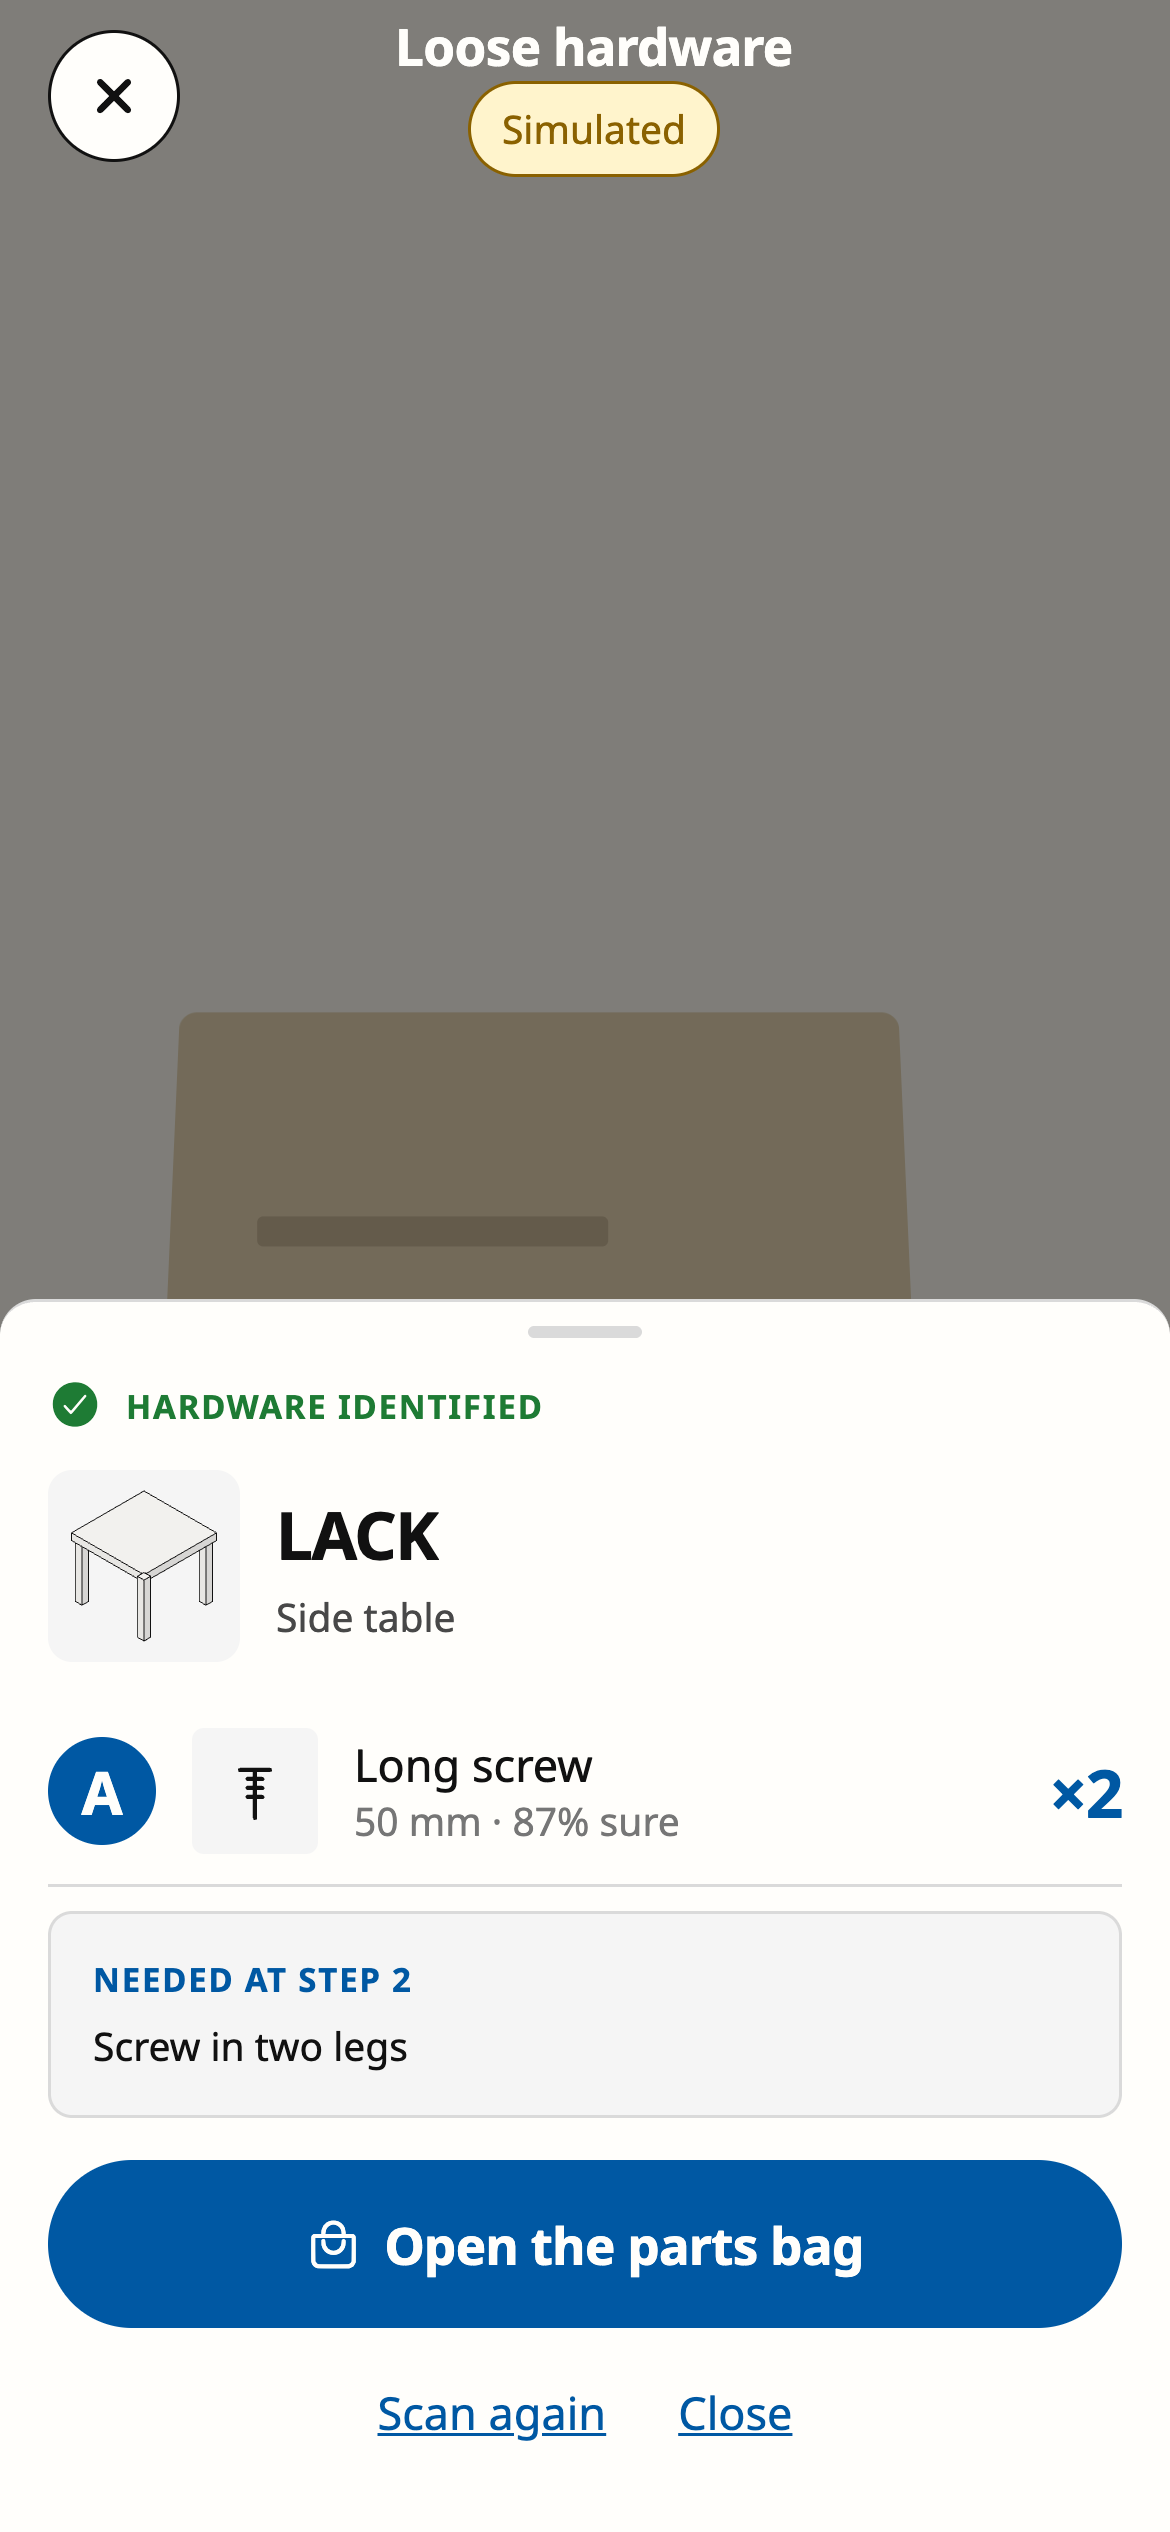 Loose hardware
Simulated
HARDWARE IDENTIFIED
LACK
Side table
A
Long screw
50 mm · 87% sure
×2
NEEDED AT STEP 2
Screw in two legs
Open the parts bag
Scan again
Close